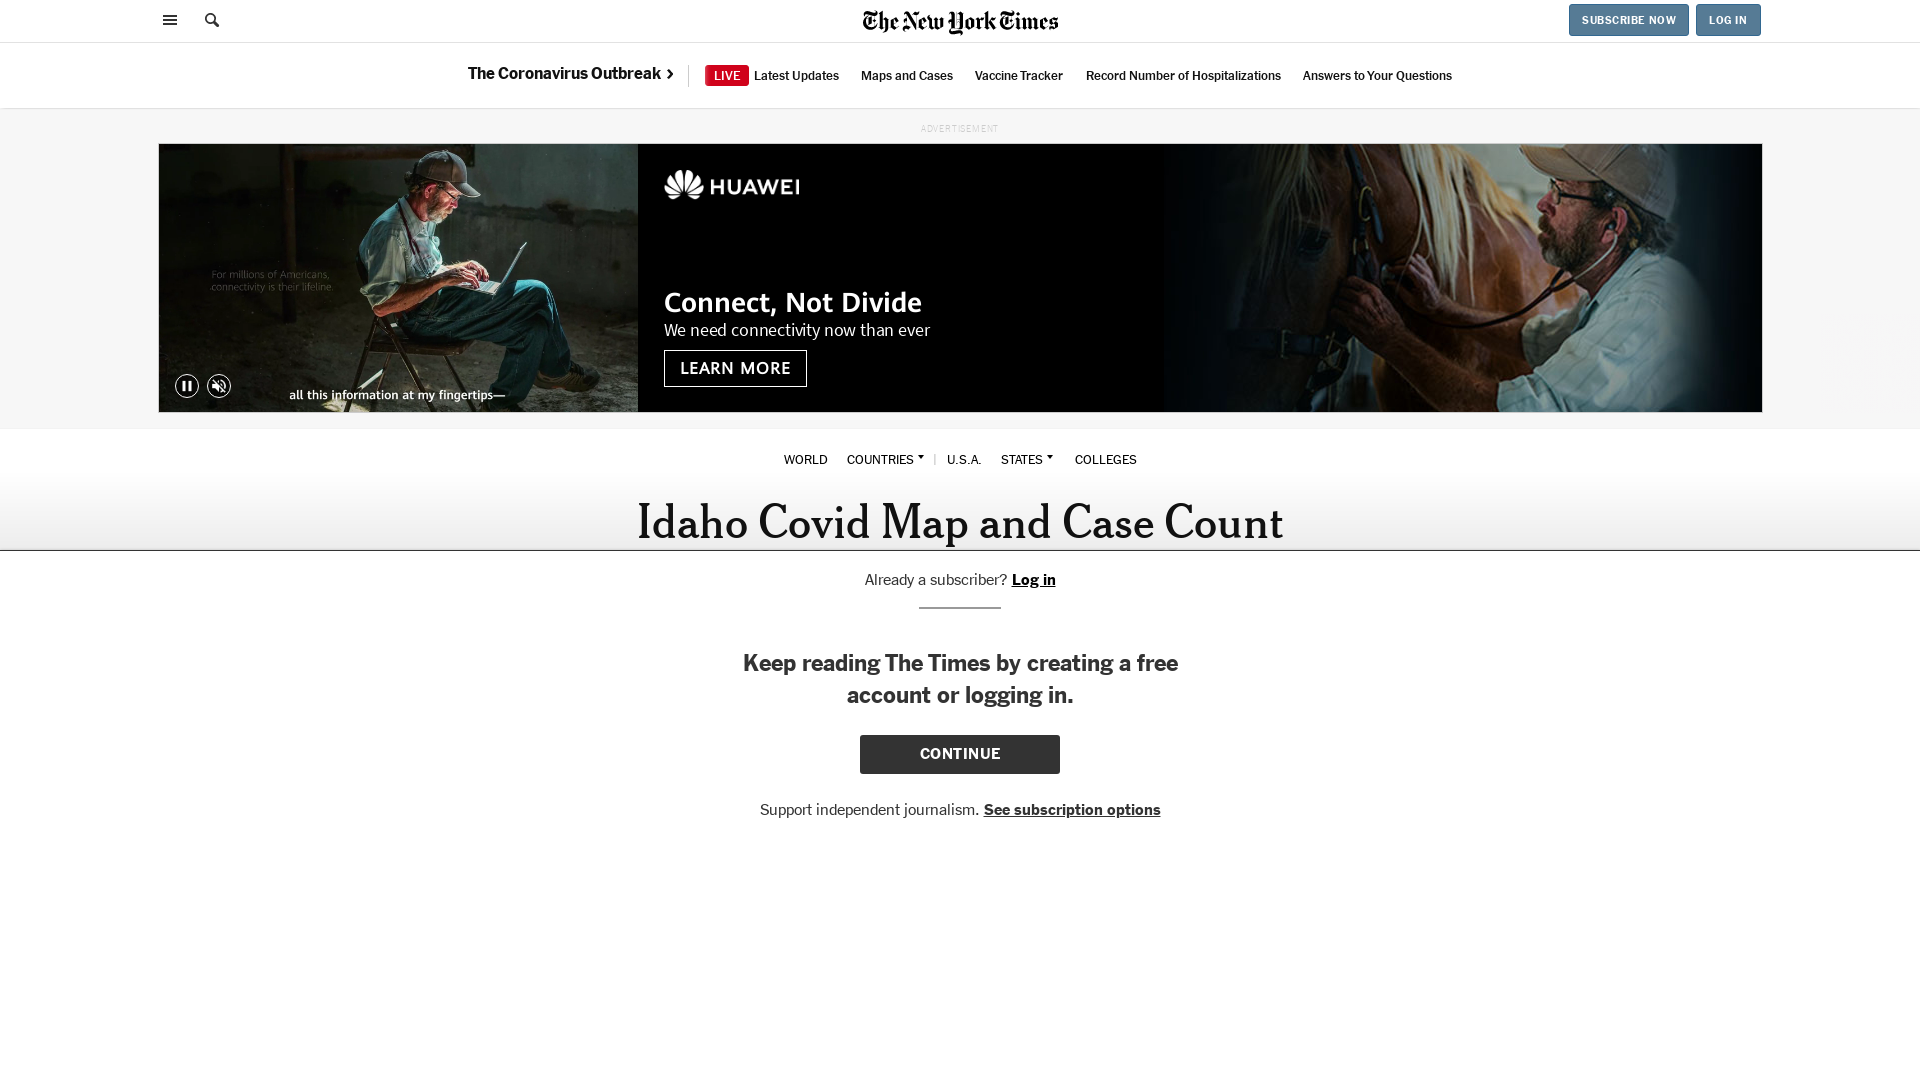 The New York Times
SUBSCRIBE NOW
LOG IN
The Coronavirus Outbreak
LIVE
Latest Updates
Maps and Cases
Vaccine Tracker
Record Number of Hospitalizations
Answers to Your Questions
ADVERTISEMENT
For millions of Americans,
connectivity is their lifeline.
all this information at my fingertips—
HUAWEI
Connect, Not Divide
We need connectivity now than ever
LEARN MORE
WORLD
COUNTRIES
U.S.A.
STATES
COLLEGES
Idaho Covid Map and Case Count
Already a subscriber? Log in
Keep reading The Times by creating a free
account or logging in.
CONTINUE
Support independent journalism. See subscription options